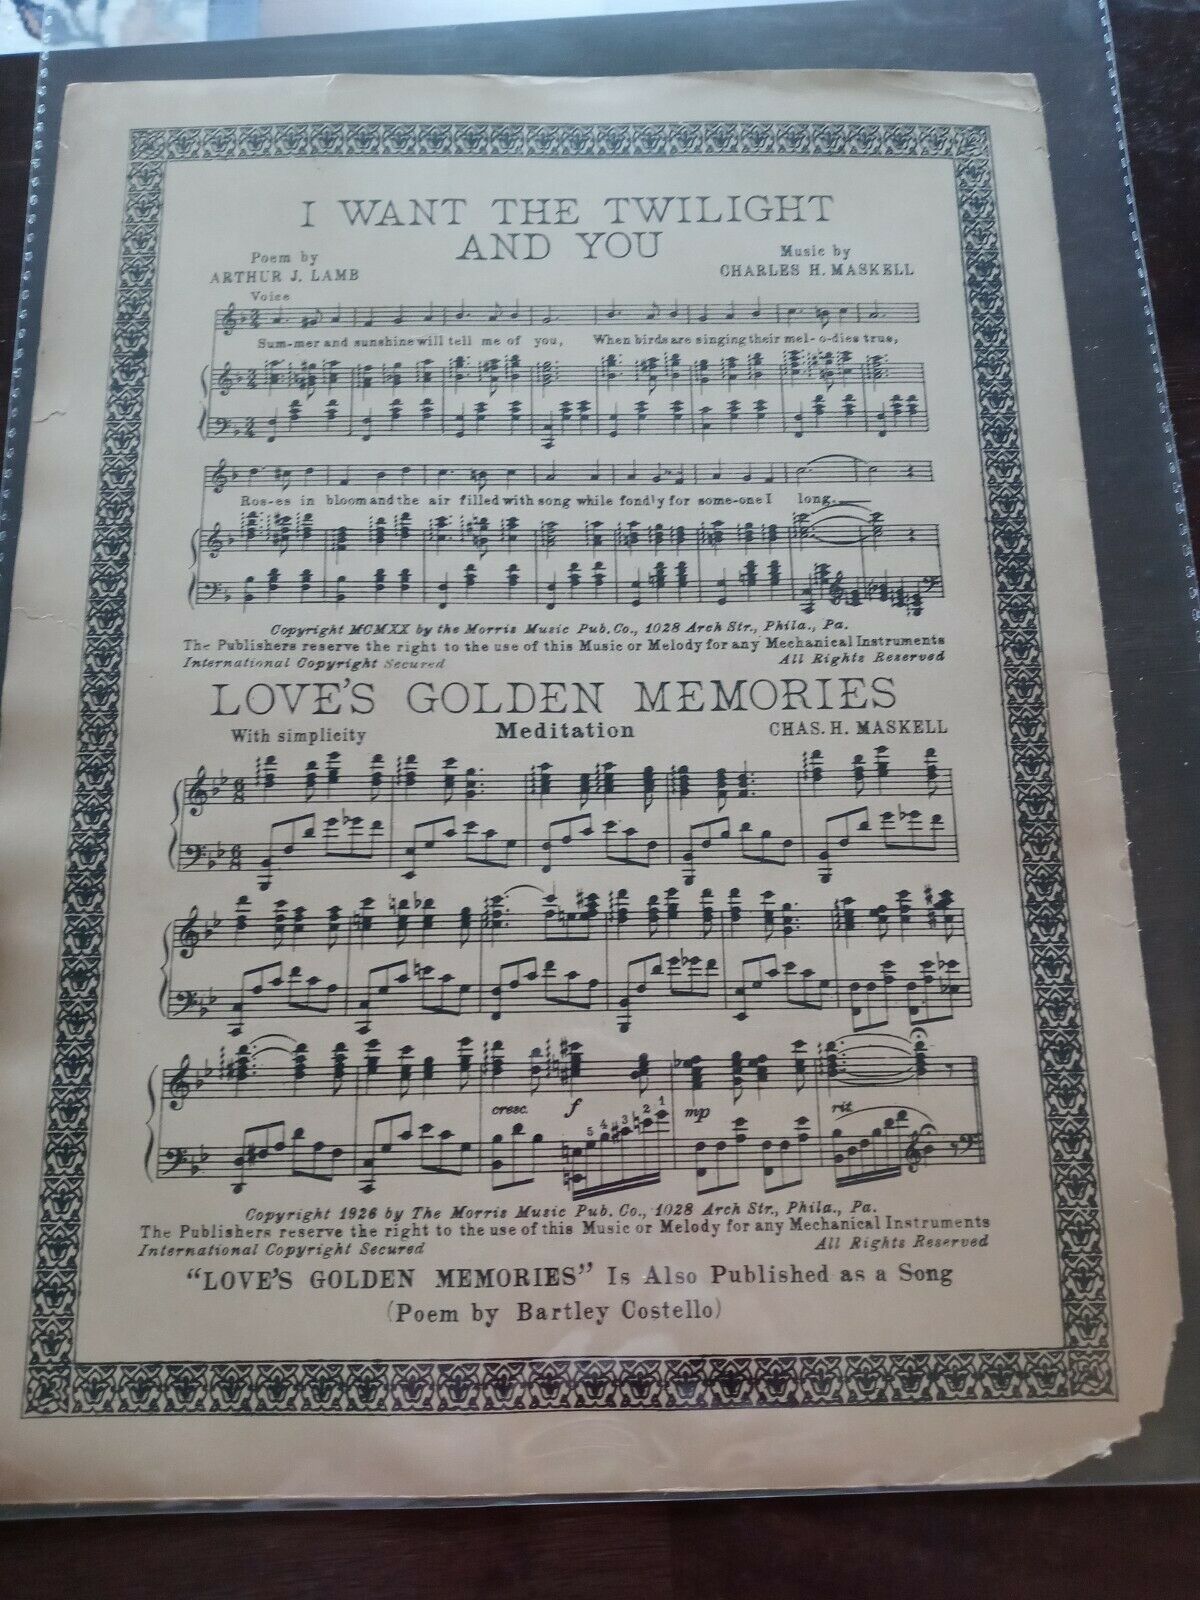 I WANT THE TWILIGHT
AND YOU
Poem by
ARTHUR J. LAMB
Music by
CHARLES H. MASKELL
Voice
Sum-mer and sunshine will tell me of you, When birds are singing their mel-o-dies true,
Ros-es in bloom and the air filled with song while fondly for some-one I long.
Copyright MCMXX by the Morris Music Pub. Co., 1028 Arch Str., Phila., Pa.
The Publishers reserve the right to the use of this Music or Melody for any Mechanical Instruments
International Copyright Secured All Rights Reserved
LOVE'S GOLDEN MEMORIES
With simplicity Meditation CHAS. H. MASKELL
cresc. f 5 4 3 2 1 mp rit
Copyright 1926 by The Morris Music Pub. Co., 1028 Arch Str., Phila., Pa.
The Publishers reserve the right to the use of this Music or Melody for any Mechanical Instruments
International Copyright Secured All Rights Reserved
"LOVE'S GOLDEN MEMORIES" Is Also Published as a Song
(Poem by Bartley Costello)